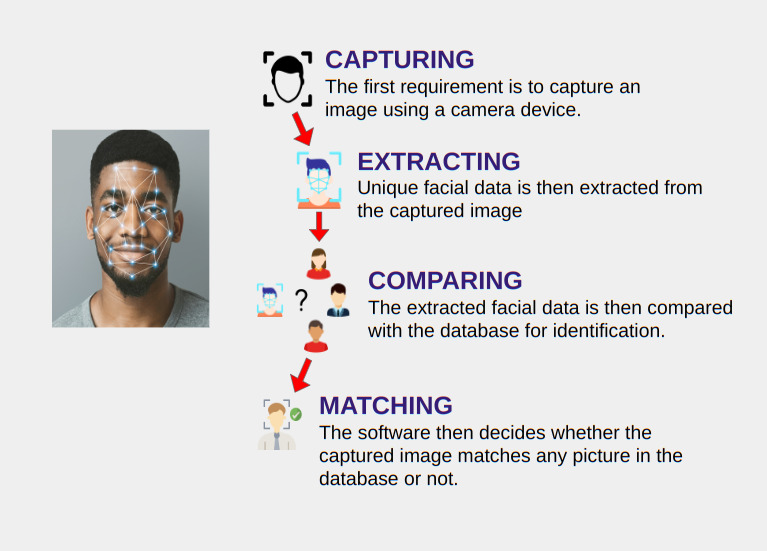 CAPTURING
The first requirement is to capture an
image using a camera device.
EXTRACTING
Unique facial data is then extracted from
the captured image
?
COMPARING
The extracted facial data is then compared
with the database for identification.
MATCHING
The software then decides whether the
captured image matches any picture in the
database or not.